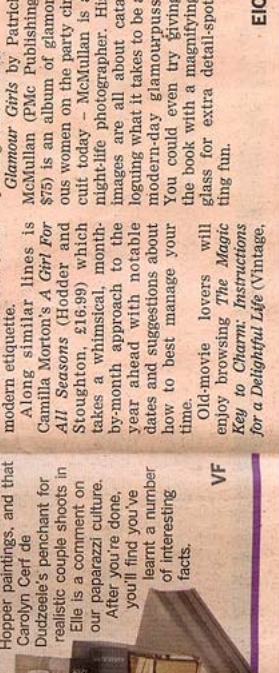 Hopper paintings, and that
Carolyn Cerf de
Dudzeele's penchant for
realistic couple shoots in
Elle is a comment on
our paparazzi culture.
After you're done,
you'll find you've
learnt a number
of interesting
facts.
VF
modern etiquette.
Along similar lines is
Camilla Morton's A Girl For
All Seasons (Hodder and
Stoughton, £16.99) which
takes a whimsical, month-
by-month approach to the
year ahead with notable
dates and suggestions about
how to best manage your
time.
Old-movie lovers will
enjoy browsing The Magic
Key to Charm: Instructions
for a Delightful Life (Vintage,
Glamour Girls by Patrick
McMullan (PMc Publishing
$75) is an album of glamor
ous women on the party cir
cuit today – McMullan is a
night-life photographer. Hi
images are all about cata
loguing what it takes to be a
modern-day glamourpuss
You could even try giving
the book with a magnifying
glass for extra detail-spot
ting fun.